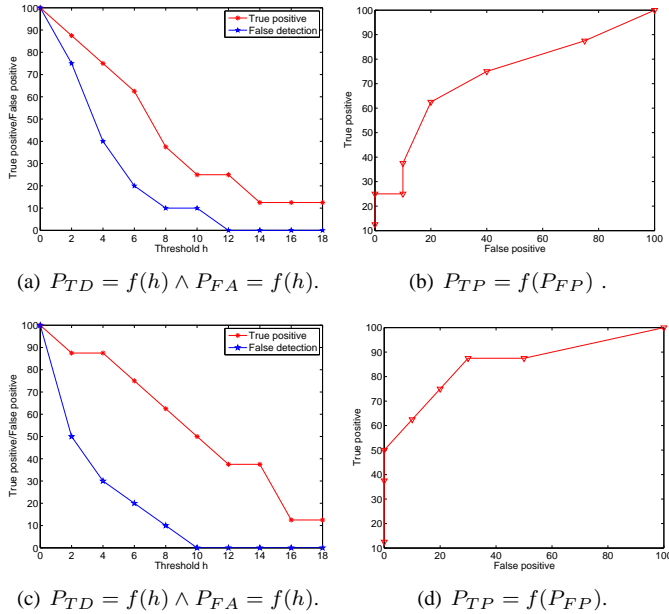 True positive/False positive
100
90
80
70
60
50
40
30
20
10
0
True positive
False detection
0 2 4 6 8 10 12 14 16 18
Threshold h
(a) P_{TD} = f(h) ∧ P_{FA} = f(h).
True positive
100
90
80
70
60
50
40
30
20
10
0 20 40 60 80 100
False positive
(b) P_{TP} = f(P_{FP}) .
True positive/False positive
100
90
80
70
60
50
40
30
20
10
0
True positive
False detection
0 2 4 6 8 10 12 14 16 18
Threshold h
(c) P_{TD} = f(h) ∧ P_{FA} = f(h).
True positive
100
90
80
70
60
50
40
30
20
10
0 20 40 60 80 100
False positive
(d) P_{TP} = f(P_{FP}).